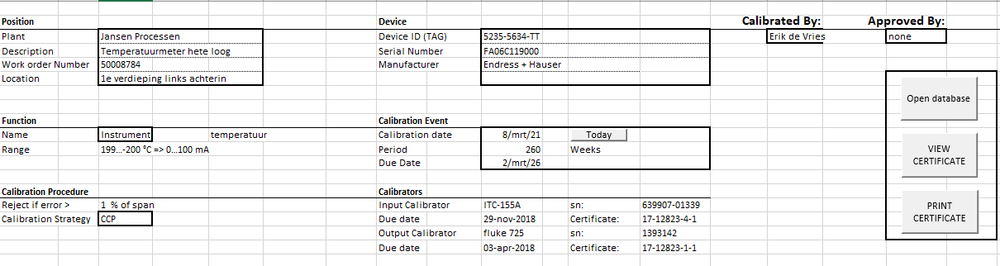 Calibrated By: Approved By:
Position Device
Plant Jansen Processen Device ID (TAG) 5235-5634-TT Erik de Vries none
Description Temperatuurmeter hete loog Serial Number FA06C119000
Work order Number 50008784 Manufacturer Endress + Hauser
Location 1e verdieping links achterin
Open database
Function Calibration Event
Name Instrument temperatuur Calibration date 8/mrt/21 Today
Range 199...-200 °C => 0...100 mA Period 260 Weeks
VIEW
CERTIFICATE
Due Date 2/mrt/26
Calibration Procedure Calibrators
Reject if error > 1 % of span Input Calibrator ITC-155A sn: 639907-01339
Calibration Strategy CCP Due date 29-nov-2018 Certificate: 17-12823-4-1
PRINT
CERTIFICATE
Output Calibrator fluke 725 sn: 1393142
Due date 03-apr-2018 Certificate: 17-12823-1-1